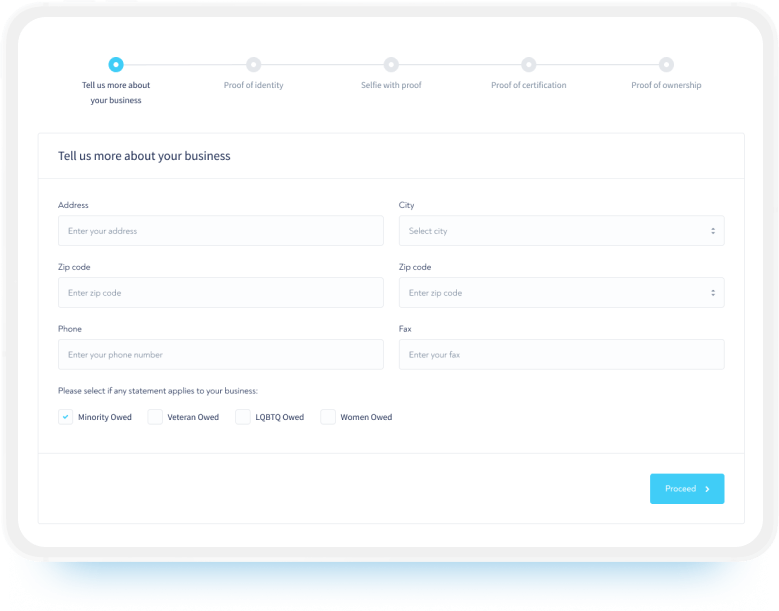 Tell us more about
your business
Proof of identity
Selfie with proof
Proof of certification
Proof of ownership
Tell us more about your business
Address
City
Enter your address
Select city
Zip code
Zip code
Enter zip code
Enter zip code
Phone
Fax
Enter your phone number
Enter your fax
Please select if any statement applies to your business:
Minority Owed
Veteran Owed
LQBTQ Owed
Women Owed
Proceed